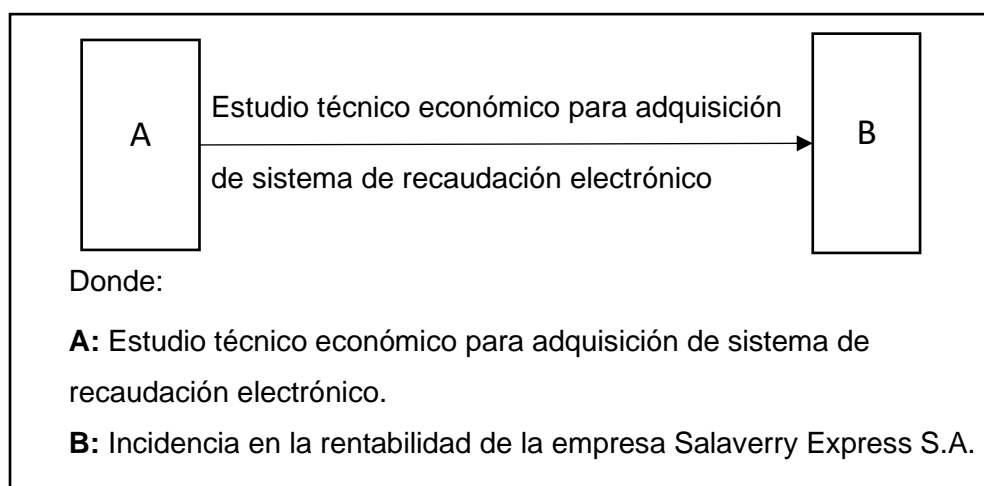 A
Estudio técnico económico para adquisición
de sistema de recaudación electrónico
B
Donde:
A: Estudio técnico económico para adquisición de sistema de
recaudación electrónico.
B: Incidencia en la rentabilidad de la empresa Salaverry Express S.A.